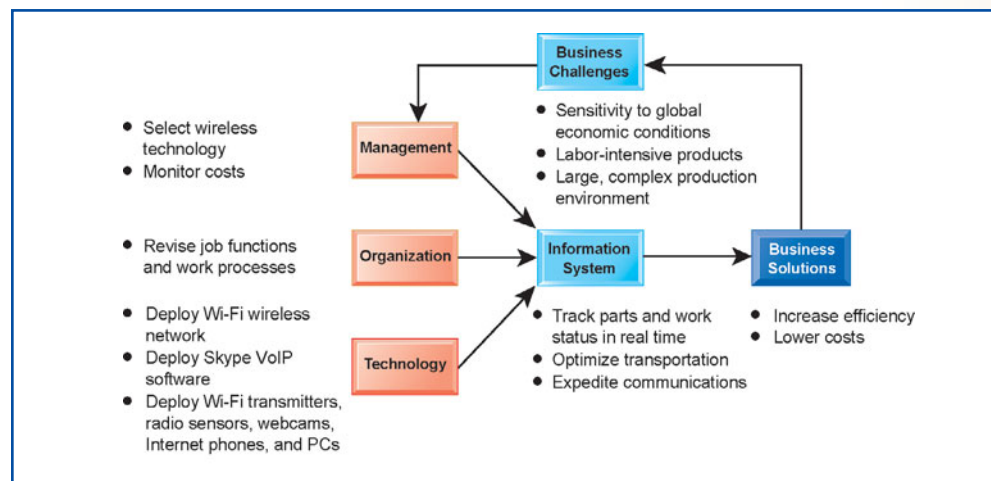 Business
Challenges
• Sensitivity to global
economic conditions
• Labor-intensive products
• Large, complex production
environment
• Select wireless
technology
• Monitor costs
Management
• Revise job functions
and work processes
Organization
Information
System
Business
Solutions
• Deploy Wi-Fi wireless
network
• Deploy Skype VoIP
software
• Deploy Wi-Fi transmitters,
radio sensors, webcams,
Internet phones, and PCs
Technology
• Track parts and work
status in real time
• Optimize transportation
• Expedite communications
• Increase efficiency
• Lower costs